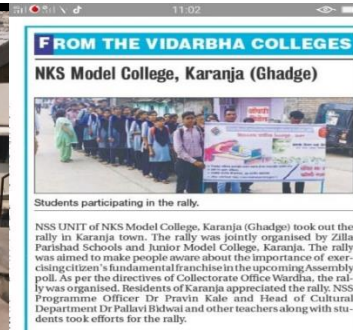 11:02
FROM THE VIDARBHA COLLEGES
NKS Model College, Karanja (Ghadge)
Students participating in the rally.
NSS UNIT of NKS Model College, Karanja (Ghadge) took out the
rally in Karanja town. The rally was jointly organised by Zilla
Parishad Schools and Junior Model College, Karanja. The rally
was aimed to make people aware about the importance of exer-
cising citizen's fundamental franchise in the upcoming Assembly
poll. As per the directives of Collectorate Office Wardha, the ral-
ly was organised. Residents of Karanja appreciated the rally. NSS
Programme Officer Dr Pravin Kale and Head of Cultural
Department Dr Pallavi Bidwai and other teachers along with stu-
dents took efforts for the rally.